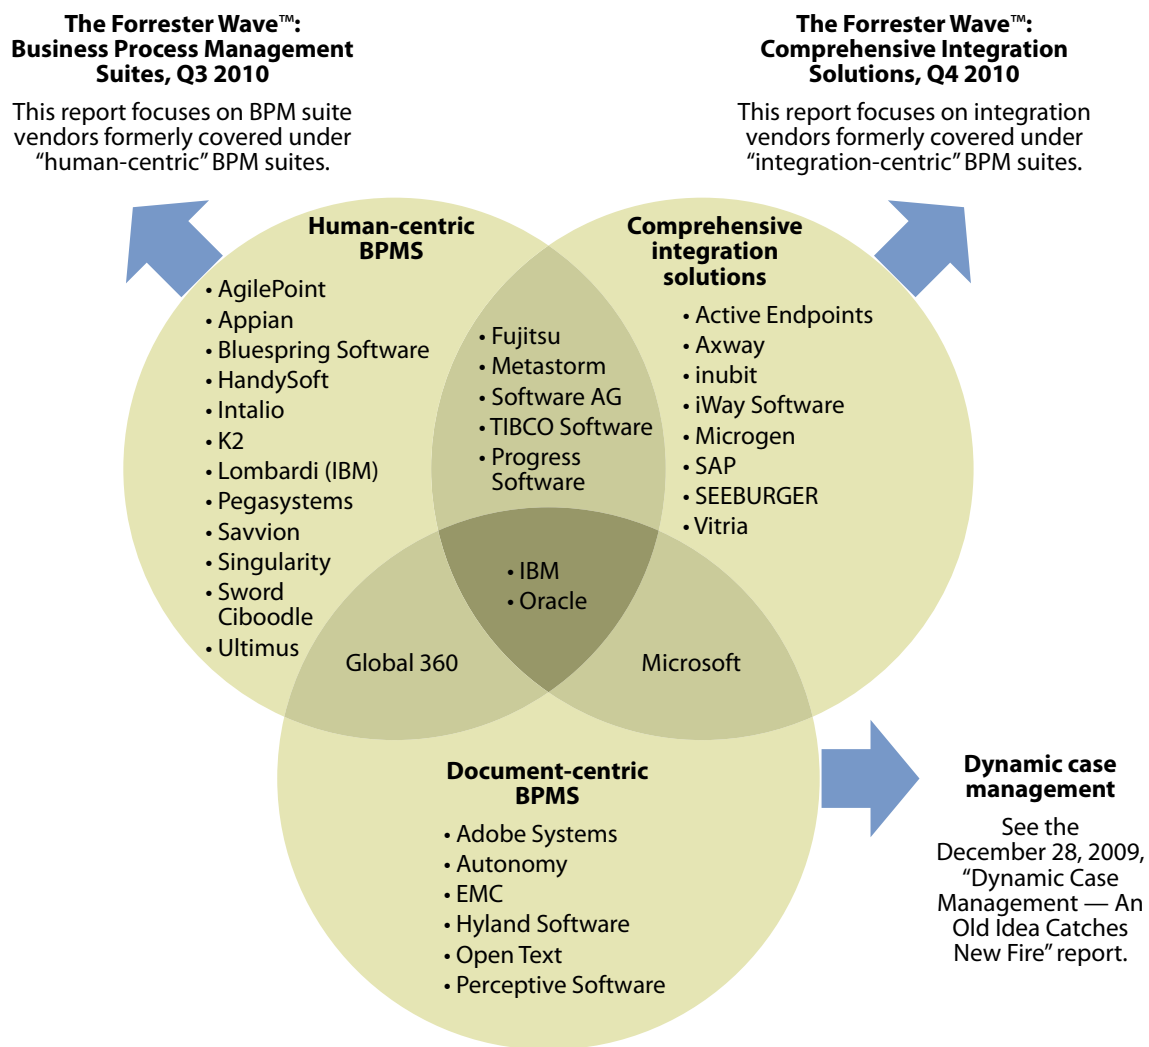 The Forrester Wave™:
Business Process Management
Suites, Q3 2010
This report focuses on BPM suite
vendors formerly covered under
“human-centric” BPM suites.
The Forrester Wave™:
Comprehensive Integration
Solutions, Q4 2010
This report focuses on integration
vendors formerly covered under
“integration-centric” BPM suites.
Human-centric
BPMS
• AgilePoint
• Appian
• Bluespring Software
• HandySoft
• Intalio
• K2
• Lombardi (IBM)
• Pegasystems
• Savvion
• Singularity
• Sword
Ciboodle
• Ultimus
• Fujitsu
• Metastorm
• Software AG
• TIBCO Software
• Progress
Software
Comprehensive
integration
solutions
• Active Endpoints
• Axway
• inubit
• iWay Software
• Microgen
• SAP
• SEEBURGER
• Vitria
• IBM
• Oracle
Global 360
Microsoft
Document-centric
BPMS
• Adobe Systems
• Autonomy
• EMC
• Hyland Software
• Open Text
• Perceptive Software
Dynamic case
management
See the
December 28, 2009,
“Dynamic Case
Management — An
Old Idea Catches
New Fire” report.